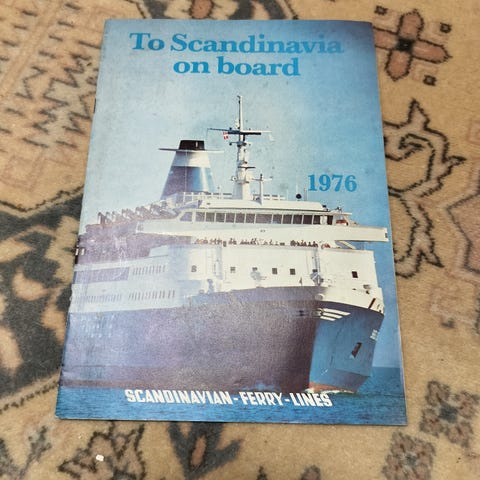 To Scandinavia
on board
1976
SCANDINAVIAN-FERRY-LINES